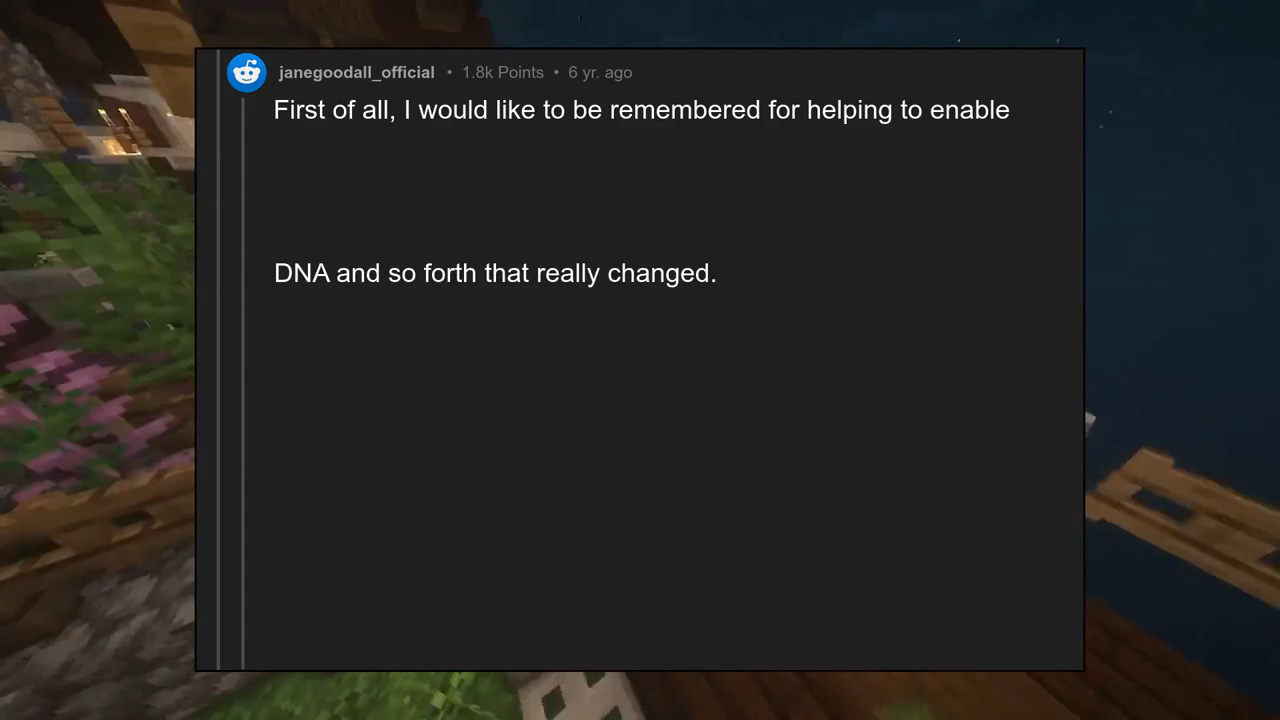 janegoodall_official • 1.8k Points • 6 yr. ago
First of all, I would like to be remembered for helping to enable
DNA and so forth that really changed.